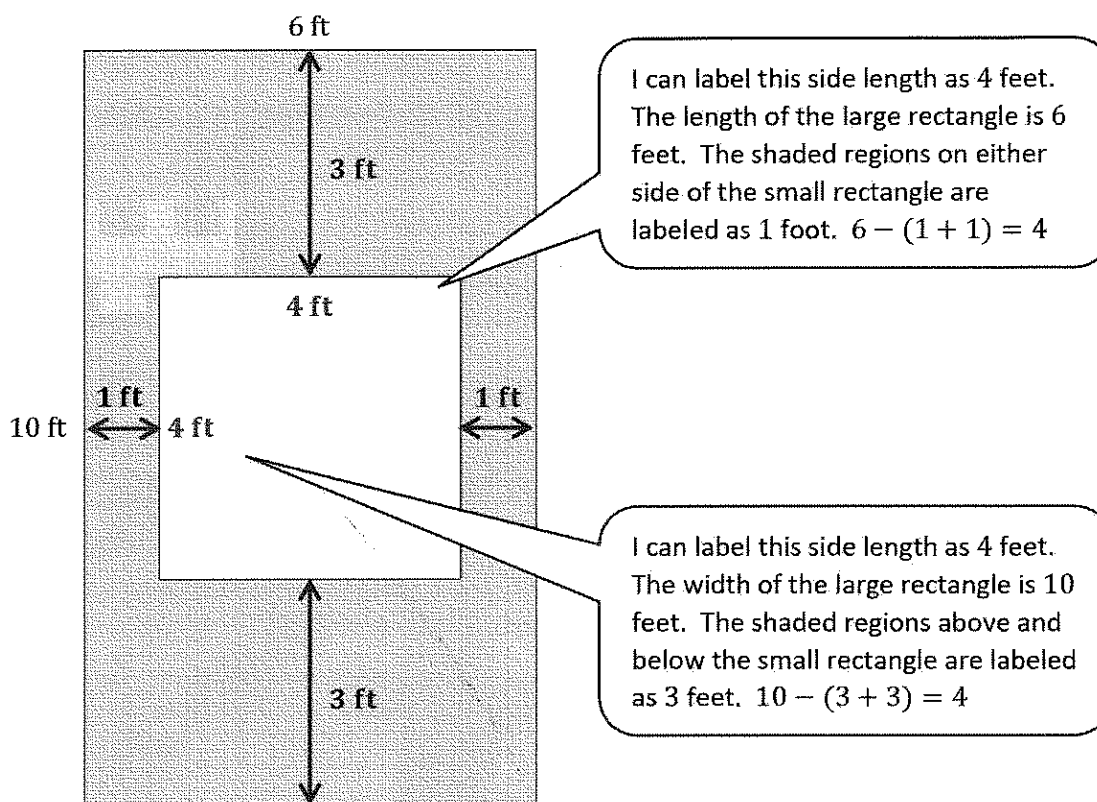 6 ft
I can label this side length as 4 feet.
The length of the large rectangle is 6
feet. The shaded regions on either
side of the small rectangle are
labeled as 1 foot. 6 − (1 + 1) = 4
3 ft
4 ft
1 ft
1 ft
10 ft
4 ft
I can label this side length as 4 feet.
The width of the large rectangle is 10
feet. The shaded regions above and
below the small rectangle are labeled
as 3 feet. 10 − (3 + 3) = 4
3 ft